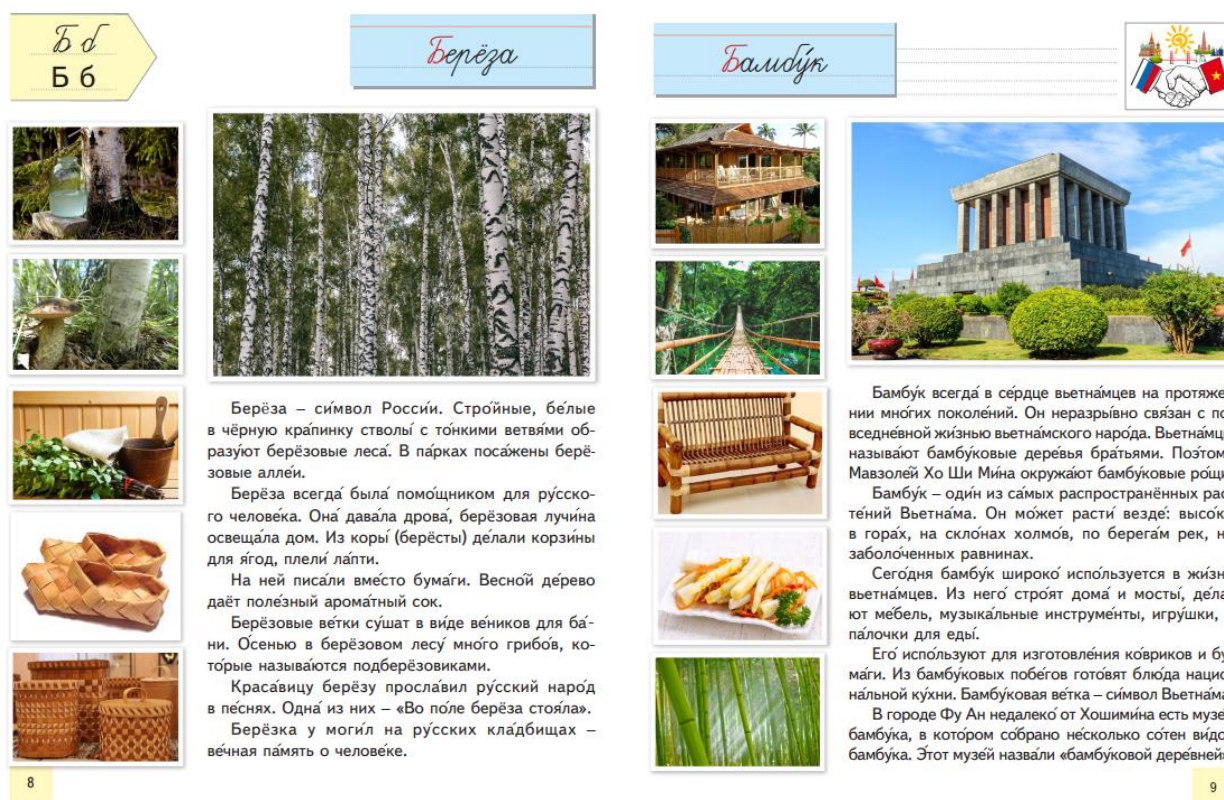 Б б
Б б
Берёза
Берёза – си́мвол Росси́и. Стро́йные, бе́лые
в чёрную кра́пинку стволы́ с то́нкими ветвя́ми об-
разу́ют берёзовые леса́. В па́рках поса́жены берё-
зовые алле́и.
Берёза всегда́ была́ помо́щником для ру́сско-
го челове́ка. Она́ дава́ла дрова́, берёзовая лучи́на
освеща́ла дом. Из коры́ (берёсты) де́лали корзи́ны
для я́год, плели́ ла́пти.
На ней писа́ли вме́сто бума́ги. Весно́й де́рево
даёт поле́зный арома́тный сок.
Берёзовые ве́тки су́шат в ви́де ве́ников для ба́-
ни. О́сенью в берёзовом лесу́ мно́го грибо́в, ко-
то́рые называ́ются подберёзовиками.
Краса́вицу берёзу просла́вил ру́сский наро́д
в пе́снях. Одна́ из них – «Во по́ле берёза стоя́ла».
Берёзка у моги́л на ру́сских кла́дбищах –
ве́чная па́мять о челове́ке.
8
Бамбу́к
Бамбу́к всегда́ в се́рдце вьетна́мцев на протяже-
нии мно́гих поколе́ний. Он неразры́вно свя́зан с по
вседне́вной жи́знью вьетна́мского наро́да. Вьетна́мц
называ́ют бамбу́ковые дере́вья бра́тьями. Поэ́том
Мавзоле́й Хо Ши Ми́на окружа́ют бамбу́ковые ро́щи
Бамбу́к – оди́н из са́мых распространённых рас
те́ний Вьетна́ма. Он мо́жет расти́ везде́: высок
в гора́х, на скло́нах холмо́в, по берега́м рек, н
заболо́ченных равнинах.
Сего́дня бамбу́к широко́ испо́льзуется в жи́зн
вьетна́мцев. Из него́ стро́ят дома́ и мосты́, де́ла
ют ме́бель, музыка́льные инструме́нты, игру́шки,
па́лочки для еды́.
Его́ испо́льзуют для изготовле́ния ко́вриков и бу
ма́ги. Из бамбу́ковых побе́гов гото́вят блю́да нацио
на́льной ку́хни. Бамбу́ковая ве́тка – си́мвол Вьетна́ма
В городе Фу Ан недалеко́ от Хошими́на есть музе́
бамбу́ка, в кото́ром со́брано не́сколько со́тен ви́до
бамбу́ка. Э́тот музе́й назва́ли «бамбу́ковой дере́вней»
9